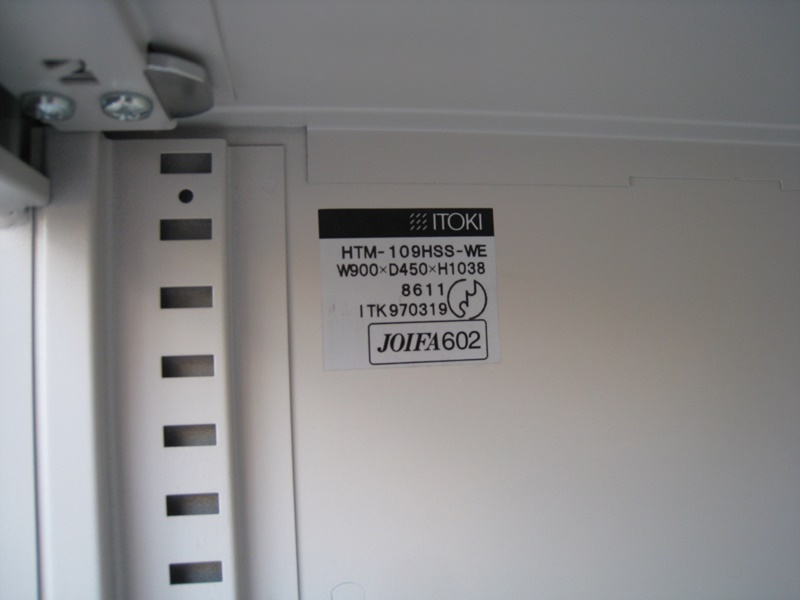 ITOKI
HTM-109HSS-WE
W900×D450×H1038
8611
ITK970319
JOIFA602